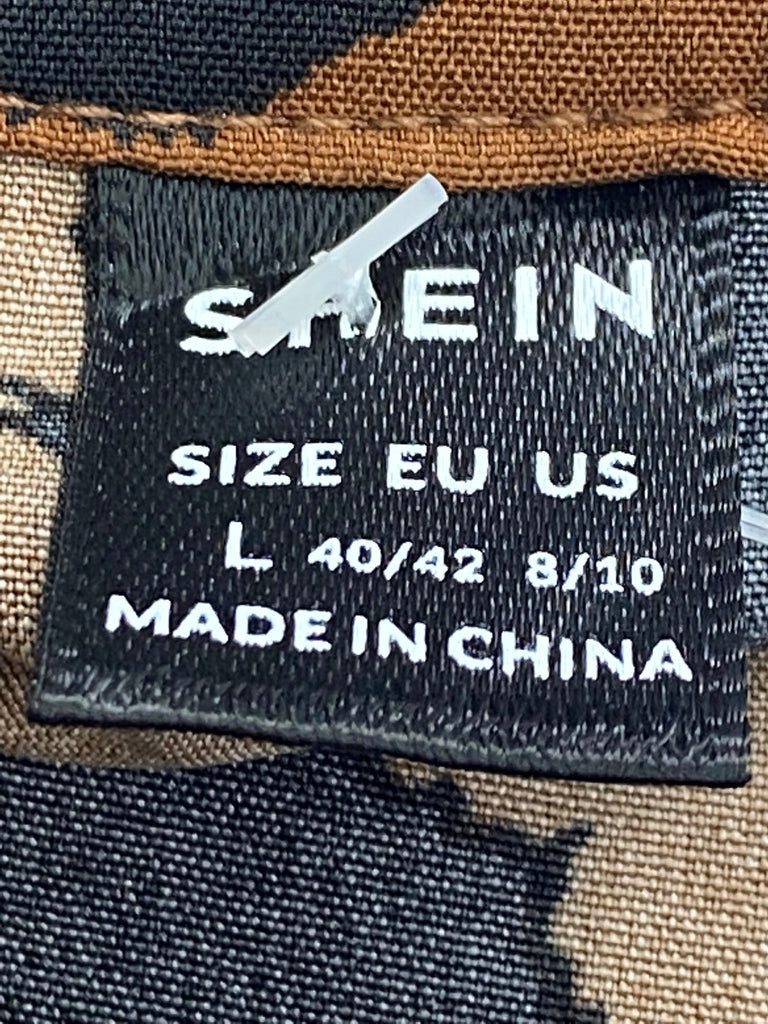 SHEIN
SIZE EU US
L 40/42 8/10
MADE IN CHINA